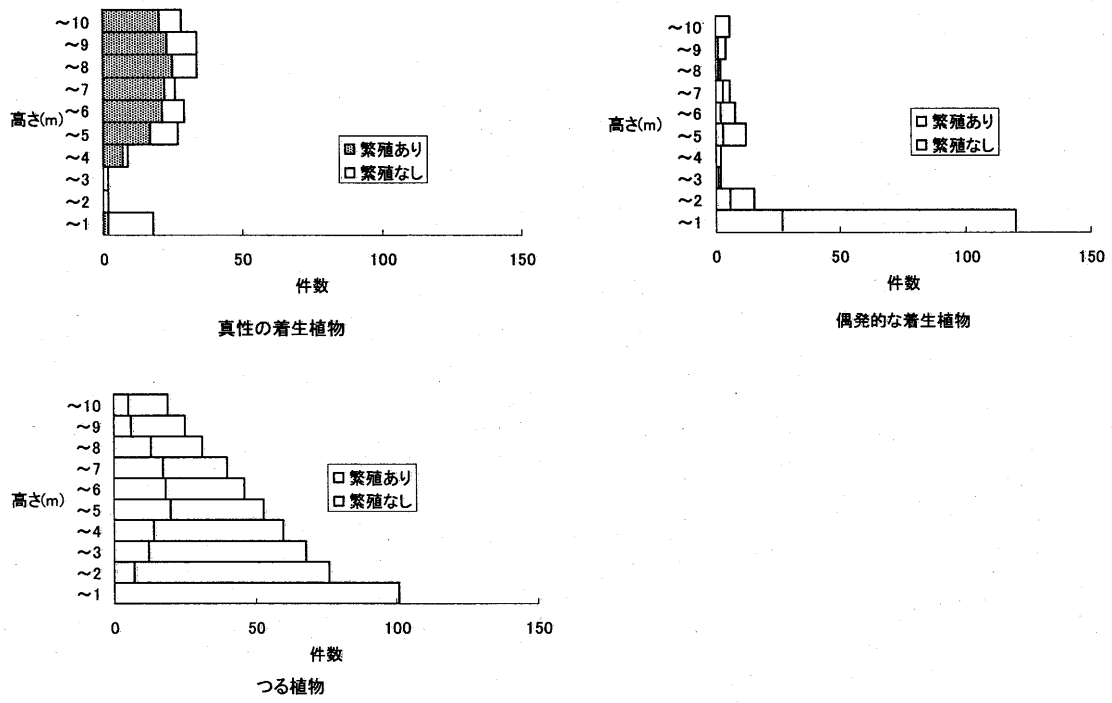 ～10
～9
～8
～7
高さ(m) ～6
～5
～4
～3
～2
～1
繁殖あり
繁殖なし
0 50 100 150
件数
真性の着生植物
～10
～9
～8
～7
～6
高さ(m) ～5
～4
～3
～2
～1
繁殖あり
繁殖なし
0 50 100 150
件数
偶発的な着生植物
～10
～9
～8
～7
～6
高さ(m) ～5
～4
～3
～2
～1
繁殖あり
繁殖なし
0 50 100 150
件数
つる植物